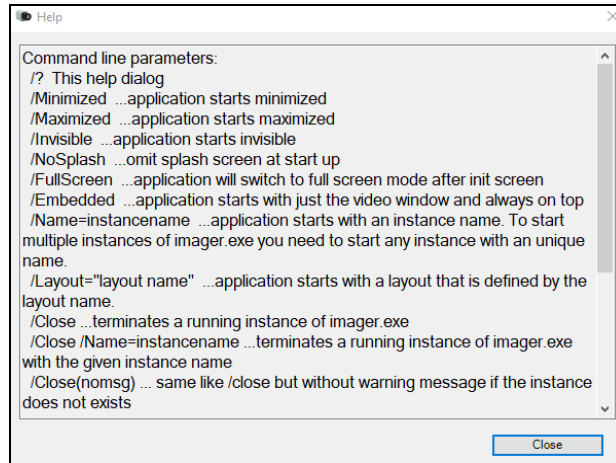 Help
Command line parameters:
/? This help dialog
/Minimized ...application starts minimized
/Maximized ...application starts maximized
/Invisible ...application starts invisible
/NoSplash ...omit splash screen at start up
/FullScreen ...application will switch to full screen mode after init screen
/Embedded ...application starts with just the video window and always on top
/Name=instancename ...application starts with an instance name. To start
multiple instances of imager.exe you need to start any instance with an unique
name.
/Layout="layout name" ...application starts with a layout that is defined by the
layout name.
/Close ...terminates a running instance of imager.exe
/Close /Name=instancename ...terminates a running instance of imager.exe
with the given instance name
/Close(nomsg) ... same like /close but without warning message if the instance
does not exists
Close